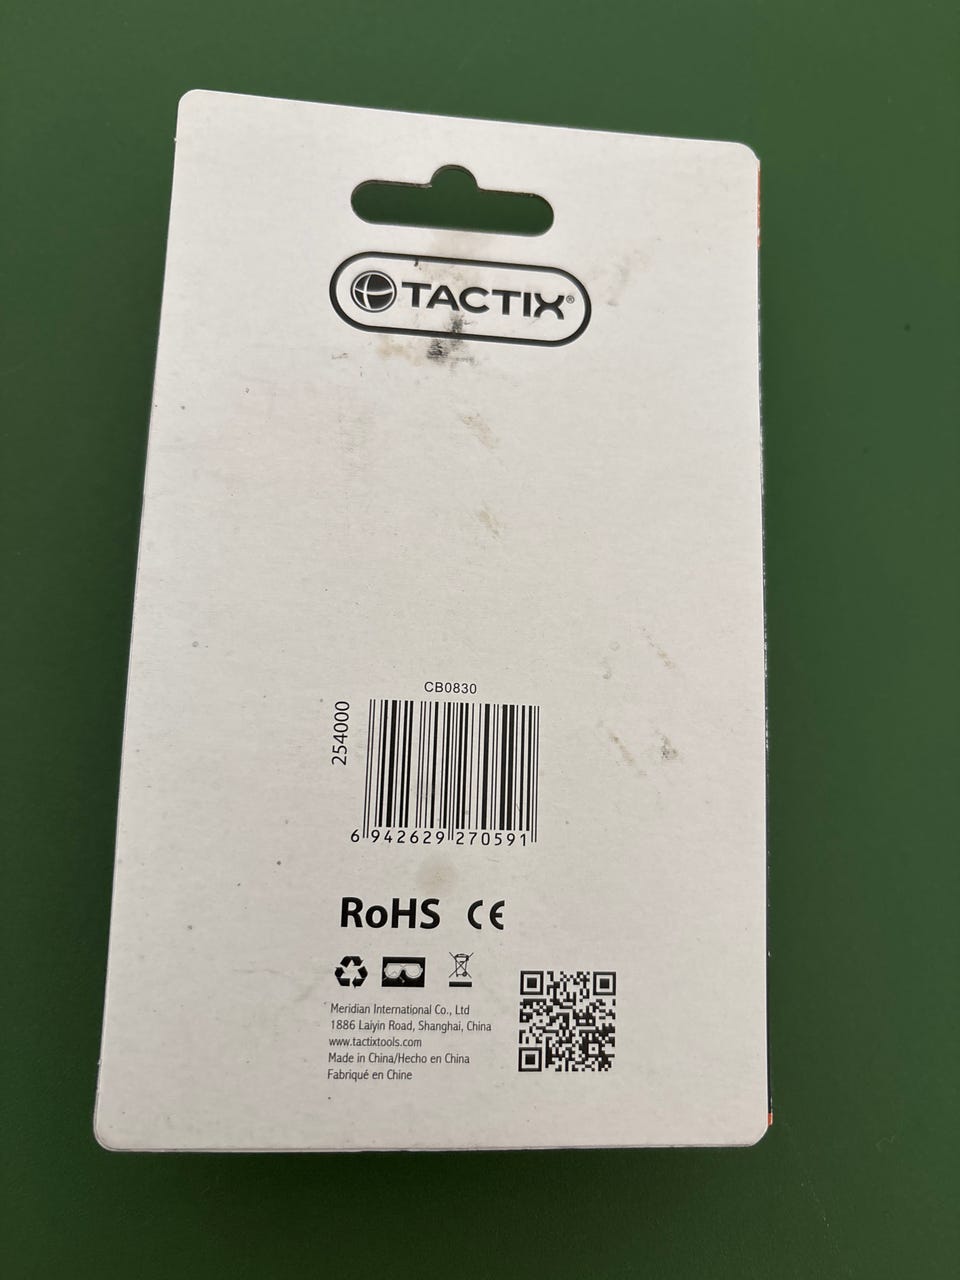 TACTIX®
CB0830
254000
6 942629 270591
RoHS CE
Meridian International Co., Ltd
1886 Laiyin Road, Shanghai, China
www.tactixtools.com
Made in China/Hecho en China
Fabriqué en Chine